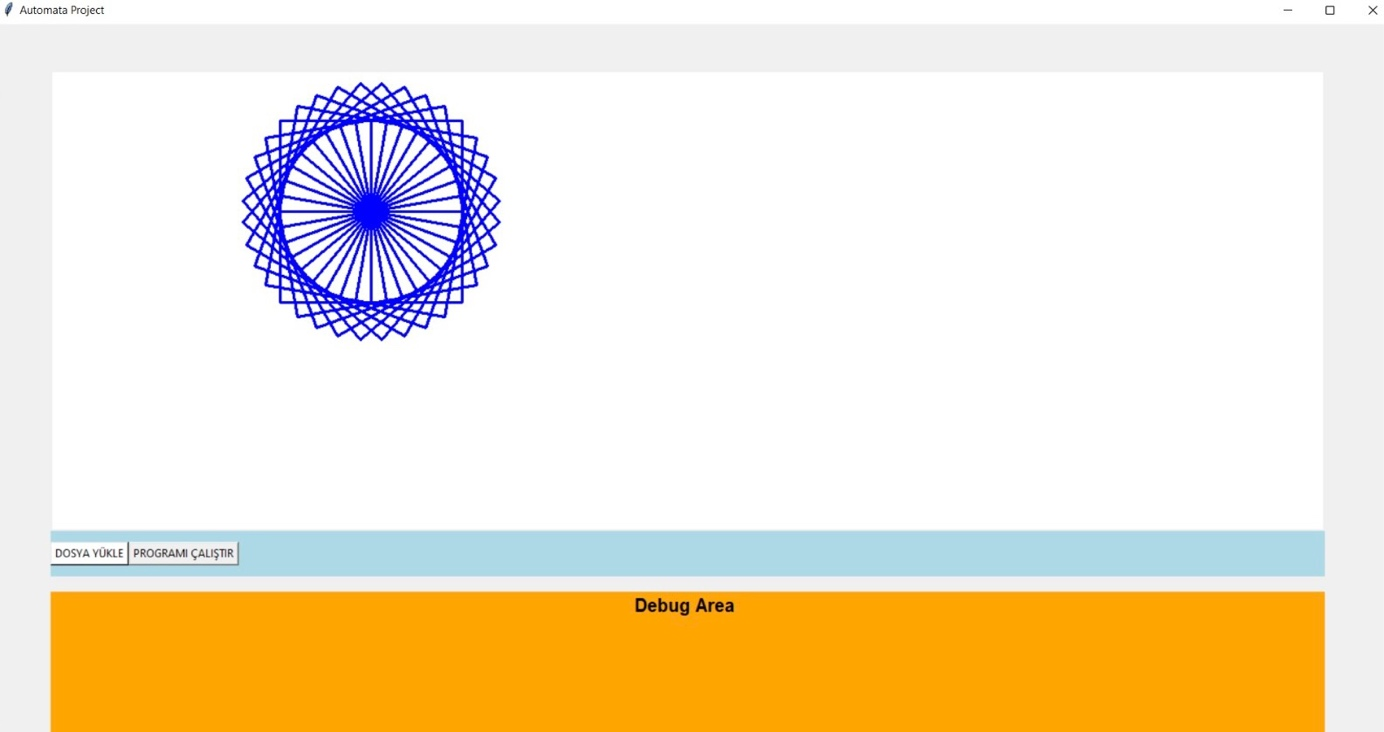 Automata Project
DOSYA YÜKLE PROGRAMI ÇALIŞTIR
Debug Area